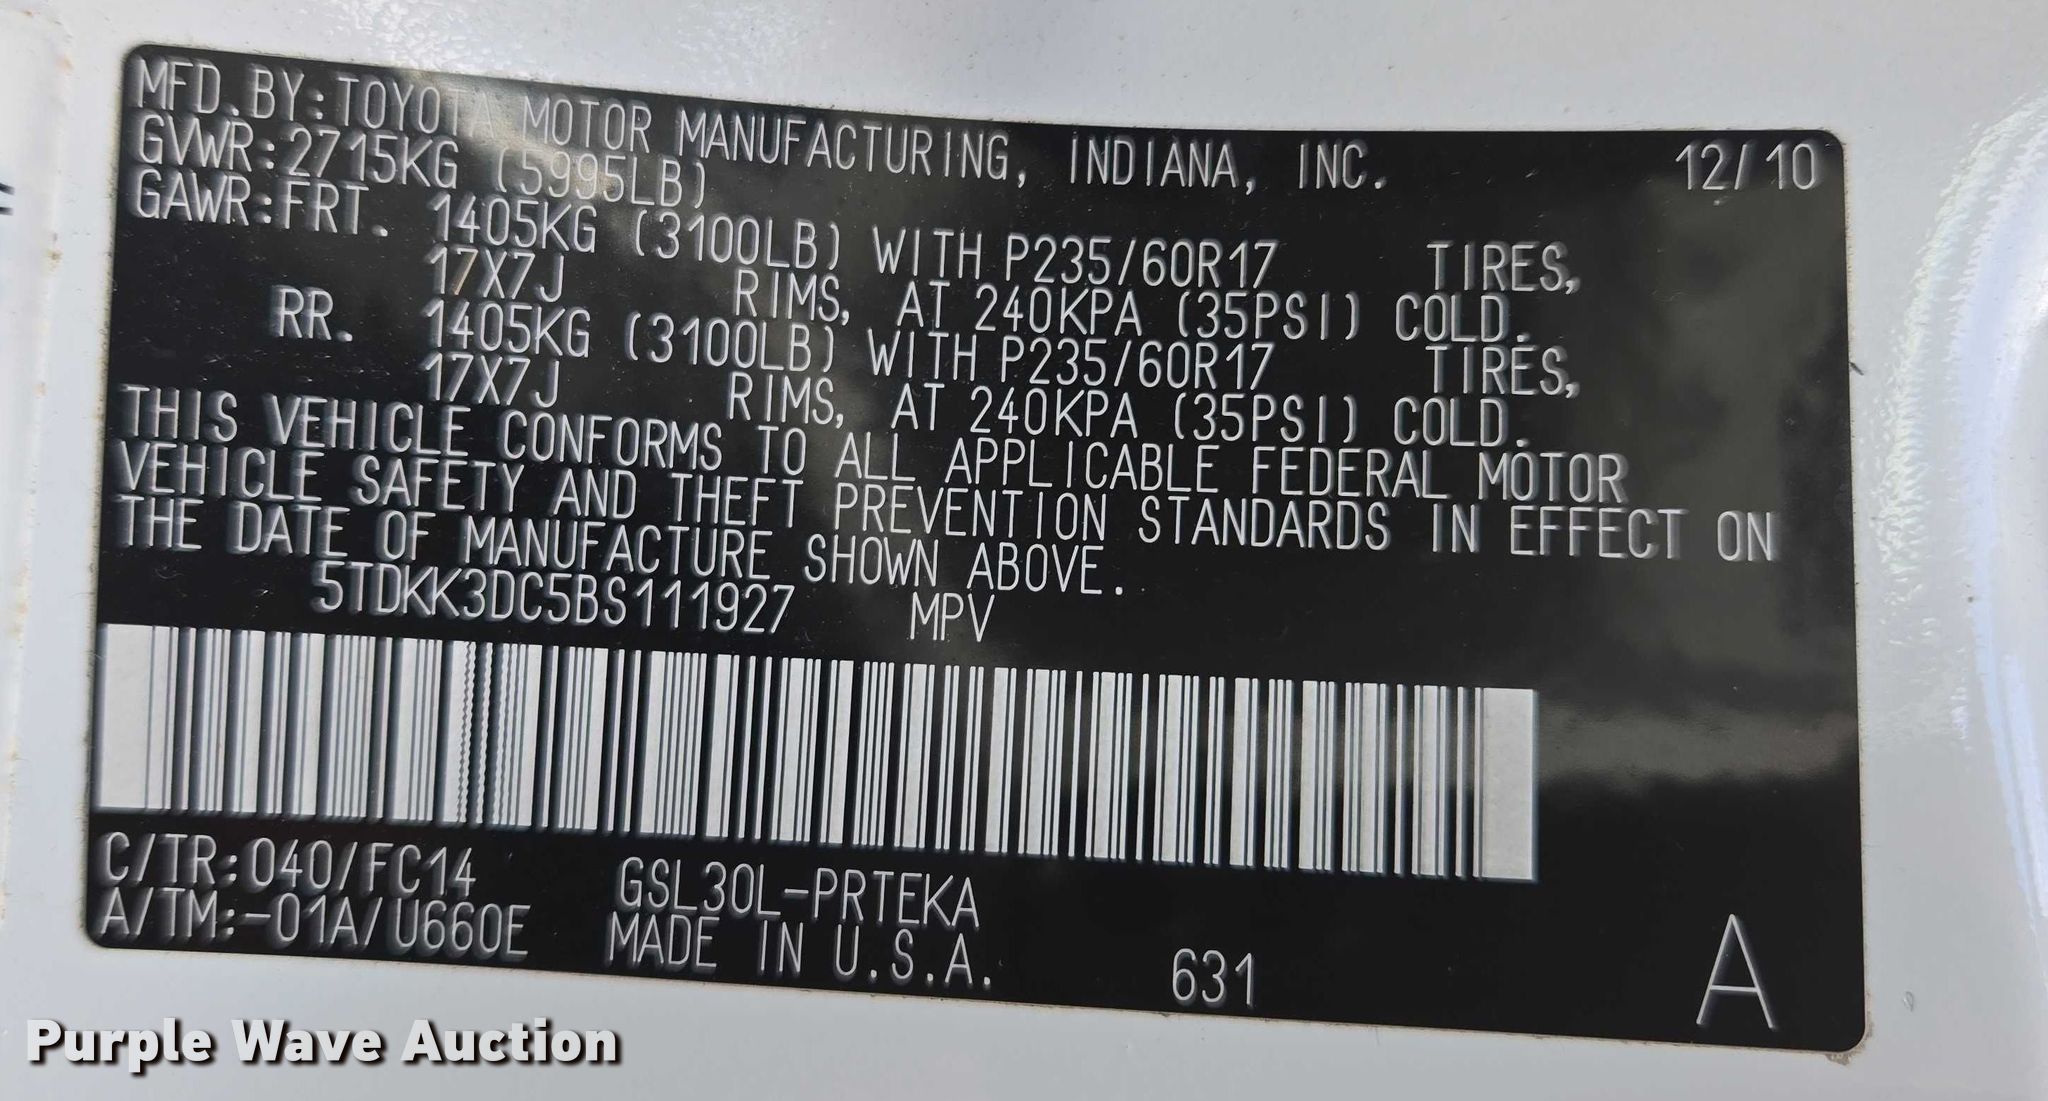 MFD.BY:TOYOTA MOTOR MANUFACTURING, INDIANA, INC. 12/10
GVWR:2715KG (5995LB)
GAWR:FRT. 1405KG (3100LB) WITH P235/60R17 TIRES,
17X7J RIMS, AT 240KPA (35PSI) COLD.
RR. 1405KG (3100LB) WITH P235/60R17 TIRES,
17X7J RIMS, AT 240KPA (35PSI) COLD.
THIS VEHICLE CONFORMS TO ALL APPLICABLE FEDERAL MOTOR
VEHICLE SAFETY AND THEFT PREVENTION STANDARDS IN EFFECT ON
THE DATE OF MANUFACTURE SHOWN ABOVE.
5TDKK3DC5BS111927 MPV
C/TR:040/FC14 GSL30L-PRTEKA
A/TM:-01A/U660E MADE IN U.S.A. 631 A
Purple Wave Auction